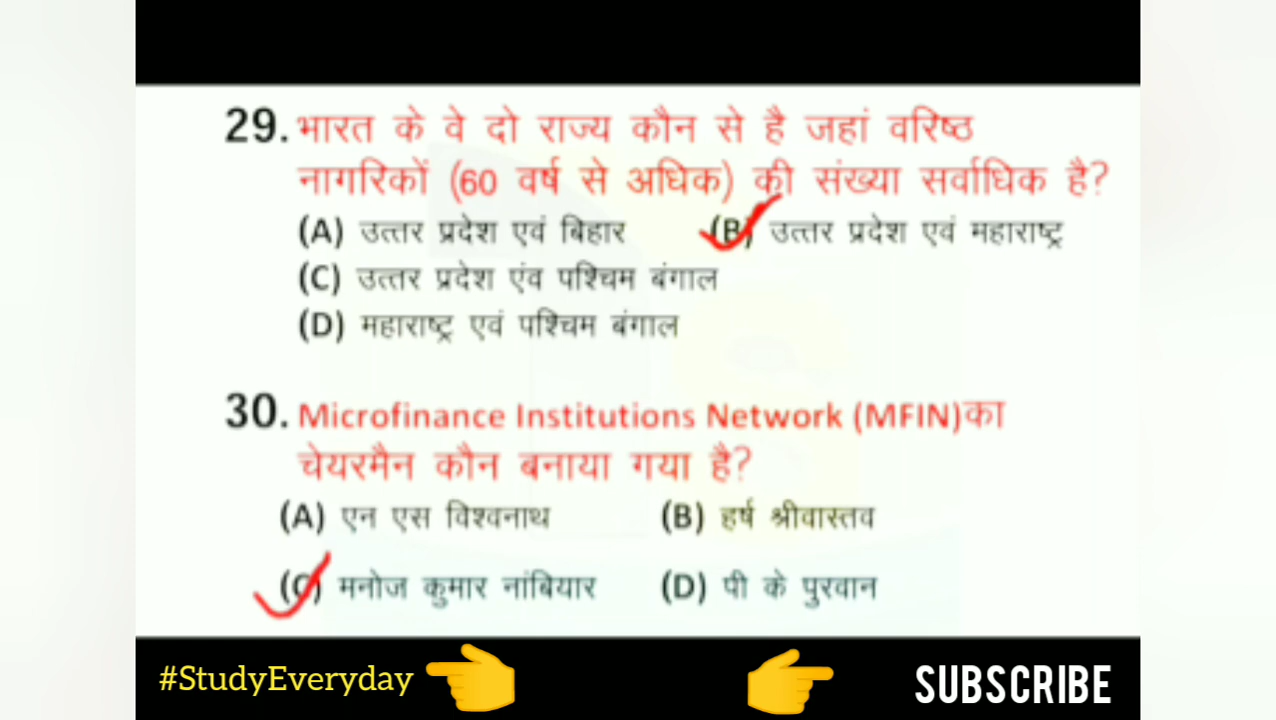 29. भारत के वे दो राज्य कौन से है जहां वरिष्ठ
नागरिकों (60 वर्ष से अधिक) की संख्या सर्वाधिक है?
(A) उत्तर प्रदेश एवं बिहार (B) उत्तर प्रदेश एवं महाराष्ट्र
(C) उत्तर प्रदेश एंव पश्चिम बंगाल
(D) महाराष्ट्र एवं पश्चिम बंगाल
30. Microfinance Institutions Network (MFIN)का
चेयरमैन कौन बनाया गया है?
(A) एन एस विश्वनाथ (B) हर्ष श्रीवास्तव
(C) मनोज कुमार नांबियार (D) पी के पुरवान
#StudyEveryday SUBSCRIBE